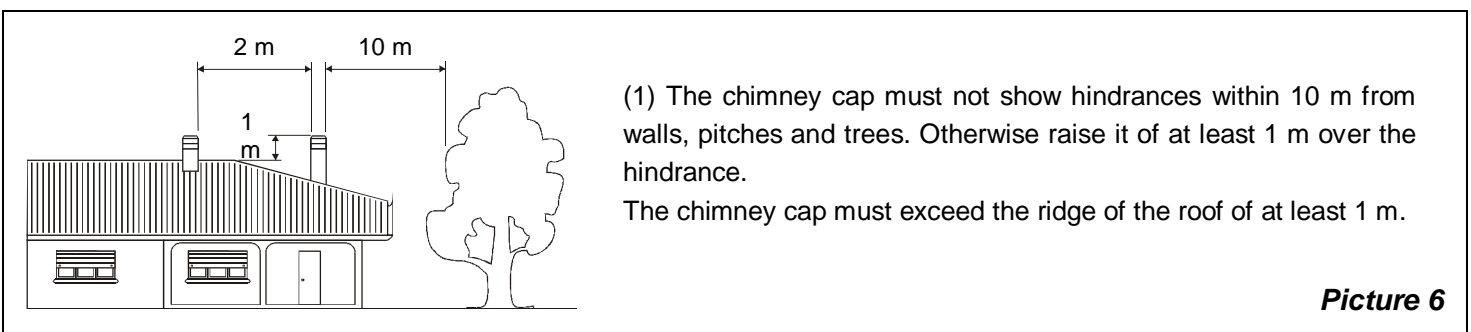 2 m 10 m
1
m
(1) The chimney cap must not show hindrances within 10 m from
walls, pitches and trees. Otherwise raise it of at least 1 m over the
hindrance.
The chimney cap must exceed the ridge of the roof of at least 1 m.
Picture 6